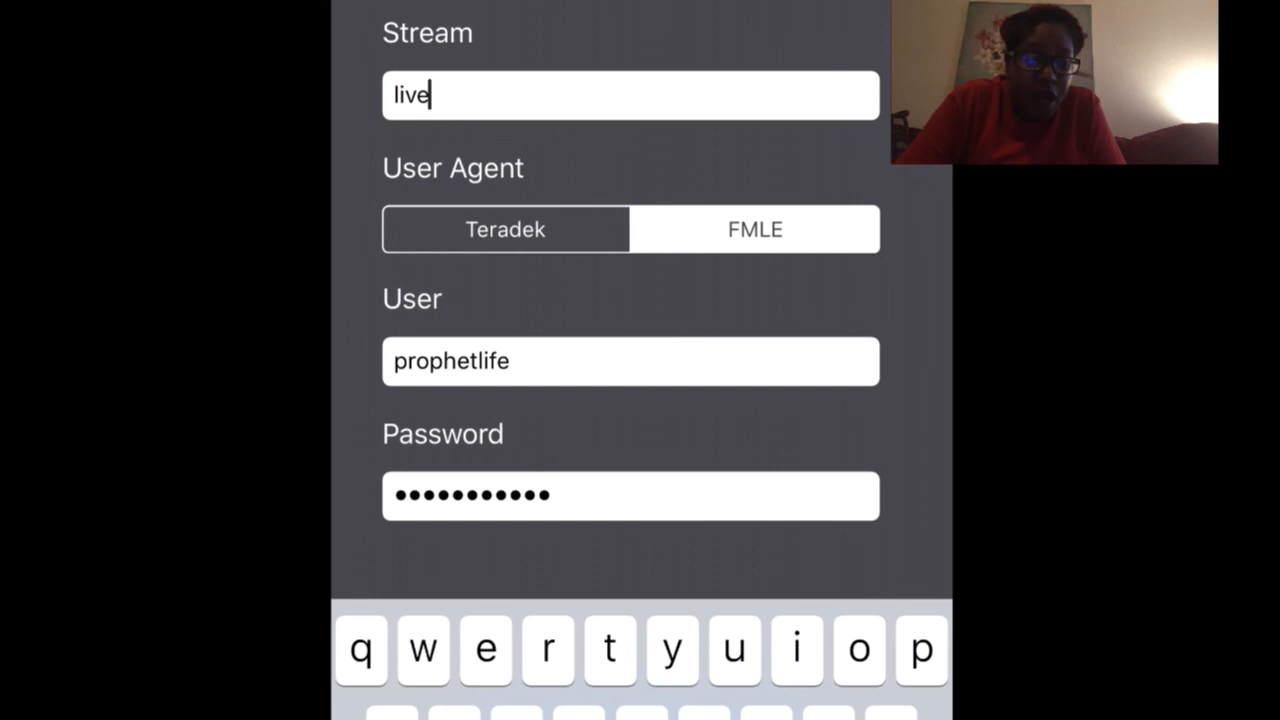 Stream
live
User Agent
Teradek FMLE
User
prophetlife
Password
•••••••••••
q w e r t y u i o p